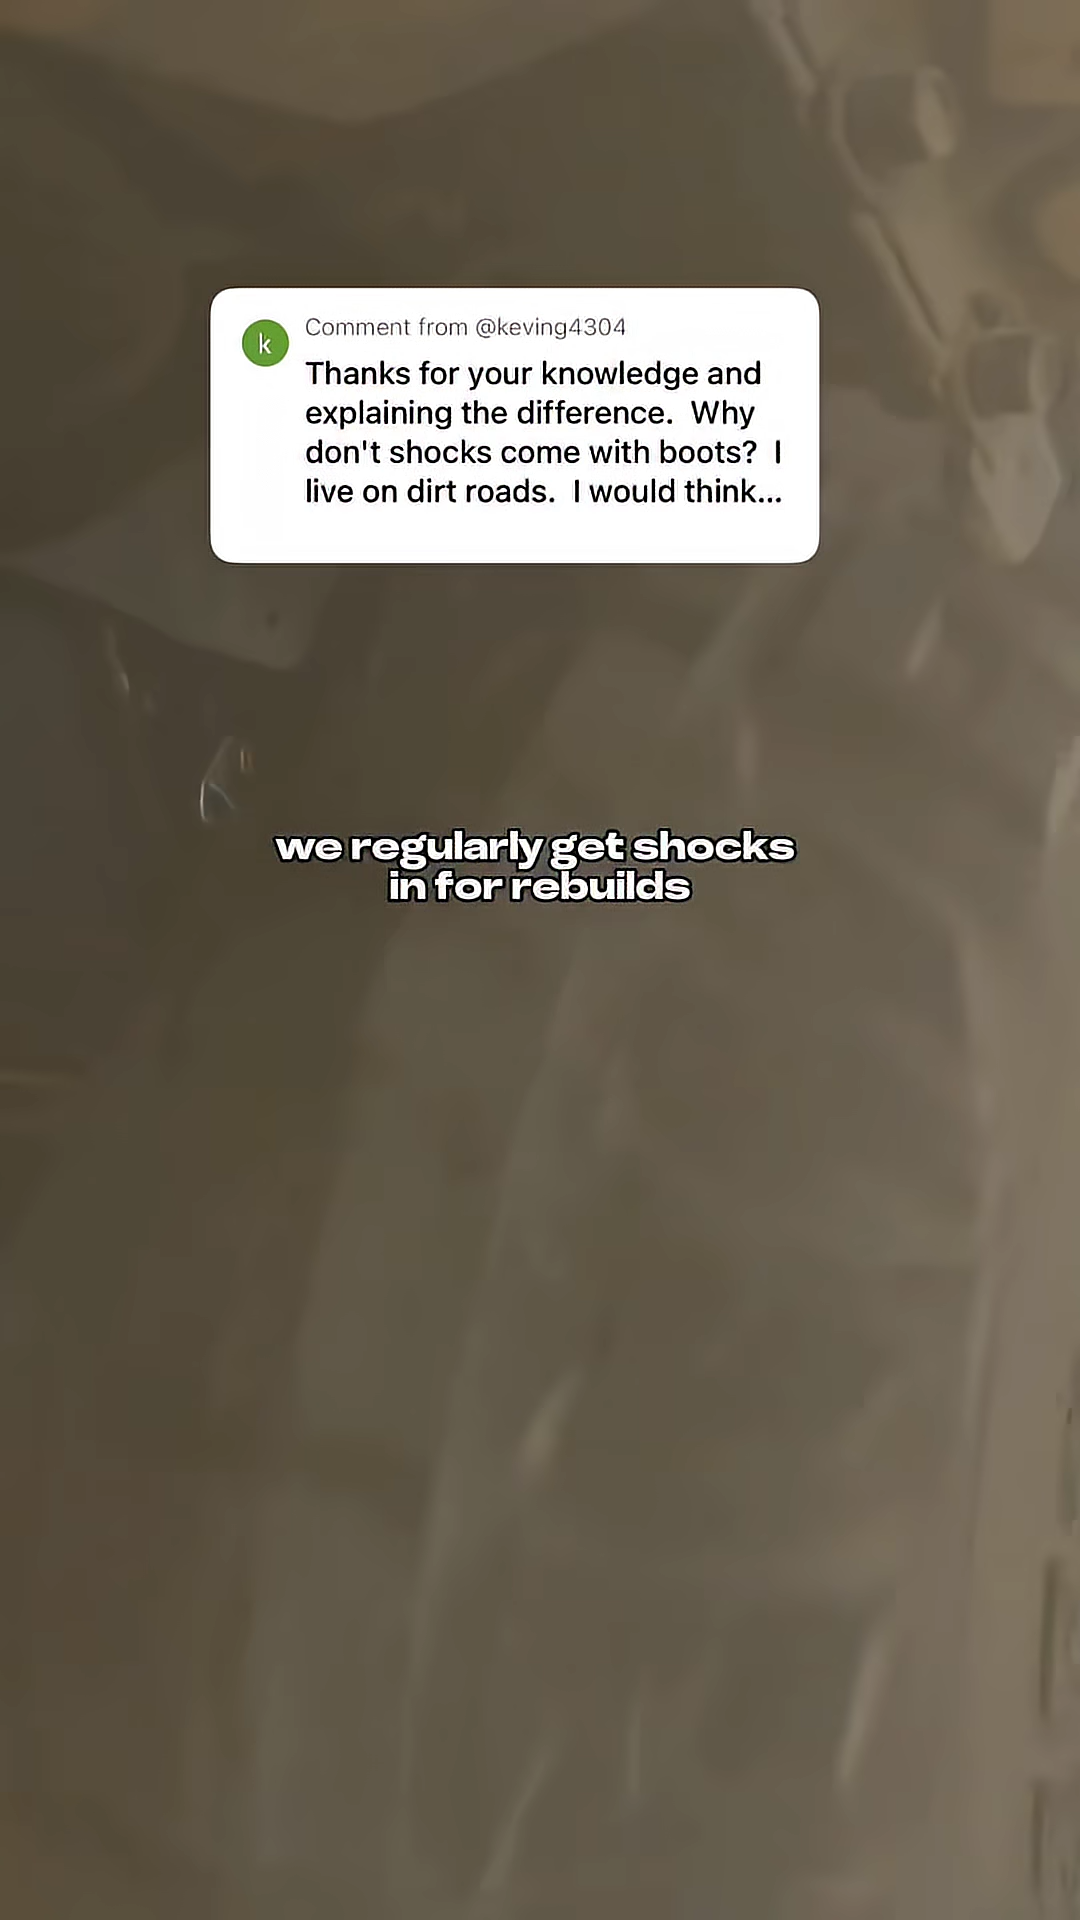 k
Comment from @keving4304
Thanks for your knowledge and
explaining the difference.  Why
don't shocks come with boots?  I
live on dirt roads.  I would think...
we regularly get shocks
in for rebuilds